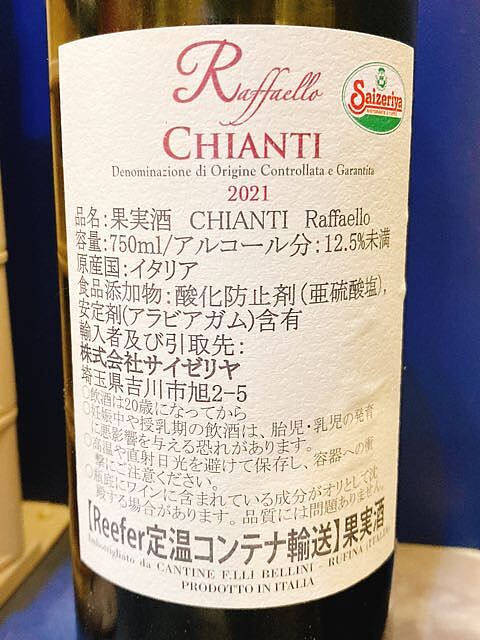 Raffaello
Saizeriya
CHIANTI
Denominazione di Origine Controllata e Garantita
2021
品名:果実酒 CHIANTI Raffaello
容量:750ml/アルコール分:12.5%未満
原産国:イタリア
食品添加物:酸化防止剤(亜硫酸塩),
安定剤(アラビアガム)含有
輸入者及び引取先:
株式会社サイゼリヤ
埼玉県吉川市旭2-5
○飲酒は20歳になってから
○妊娠中や授乳期の飲酒は、胎児・乳児の発育
に悪影響を与える恐れがあります。
○高温や直射日光を避けて保存し、容器への衝
撃にご注意ください。
○瓶底にワインに含まれている成分がオリとして沈
殿する場合があります。品質には問題ありません。
【Reefer定温コンテナ輸送】果実酒
Imbottigliato da CANTINE F.LLI BELLINI - RUFINA (ITALIA)
PRODOTTO IN ITALIA